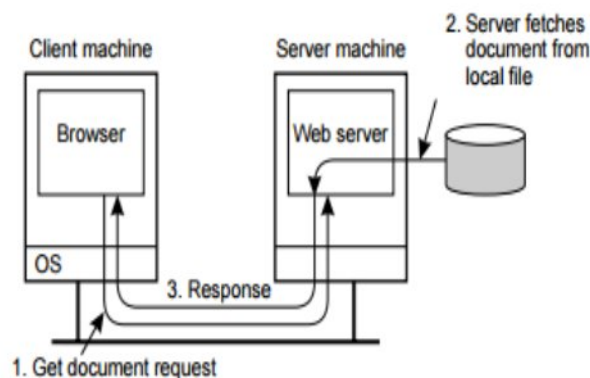 Client machine
Server machine
2. Server fetches
document from
local file
Browser
Web server
OS
3. Response
1. Get document request